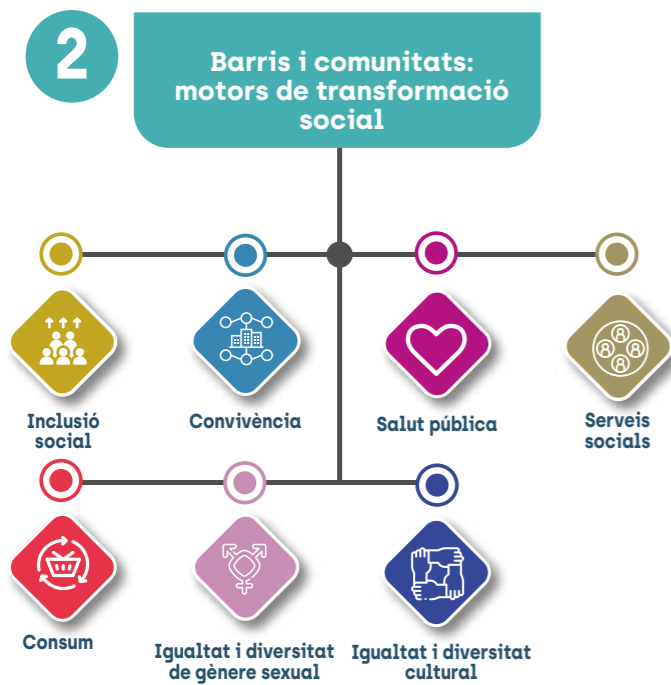 2
Barris i comunitats:
motors de transformació
social
Inclusió
social
Convivència
Salut pública
Serveis
socials
Consum
Igualtat i diversitat
de gènere sexual
Igualtat i diversitat
cultural